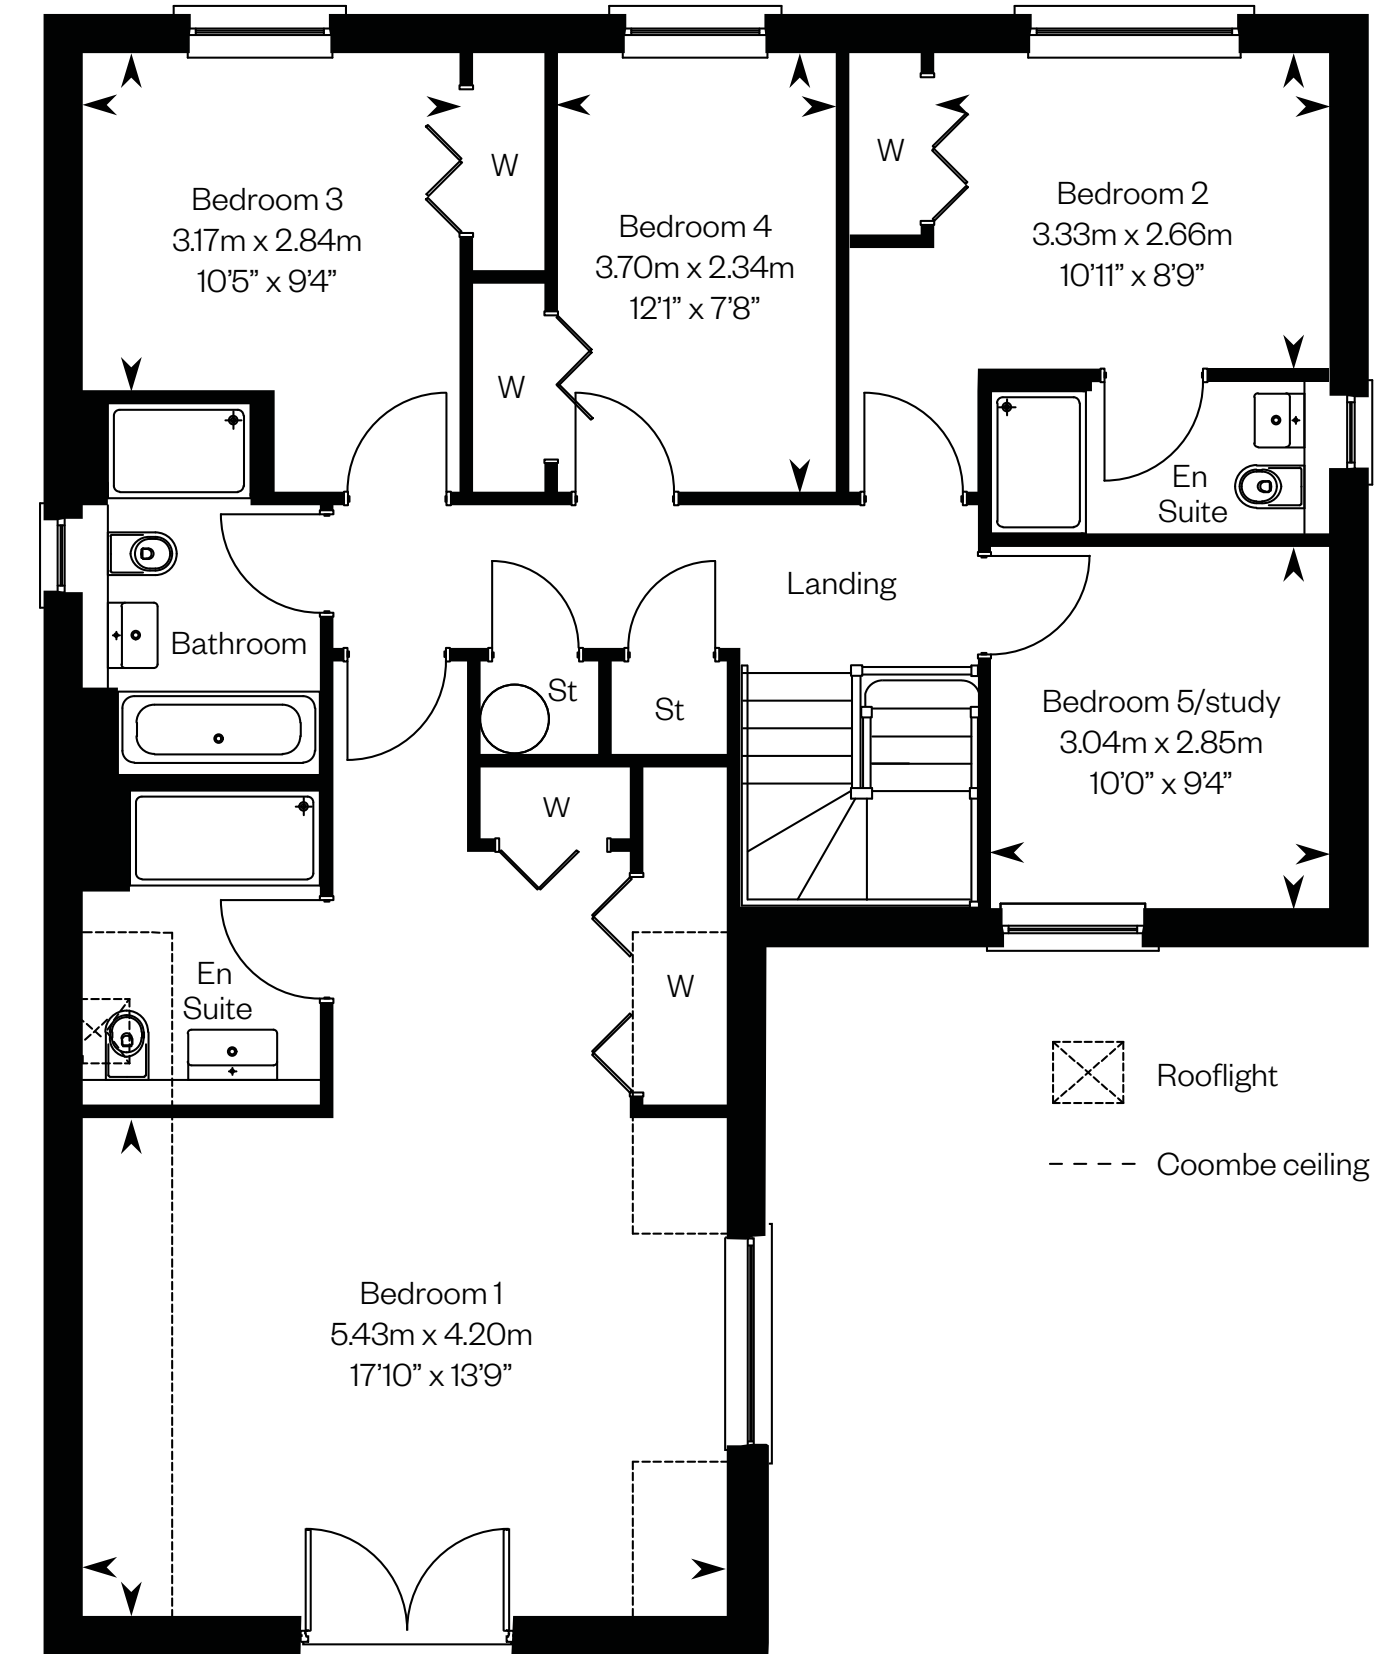 Bedroom 3
3.17m x 2.84m
10’5” x 9’4”
W
W
Bedroom 4
3.70m x 2.34m
12’1” x 7’8”
W
Bedroom 2
3.33m x 2.66m
10’11” x 8’9”
En
Suite
Landing
Bathroom
St
St
Bedroom 5/study
3.04m x 2.85m
10’0” x 9’4”
W
W
En
Suite
Rooflight
Coombe ceiling
Bedroom 1
5.43m x 4.20m
17’10” x 13’9”